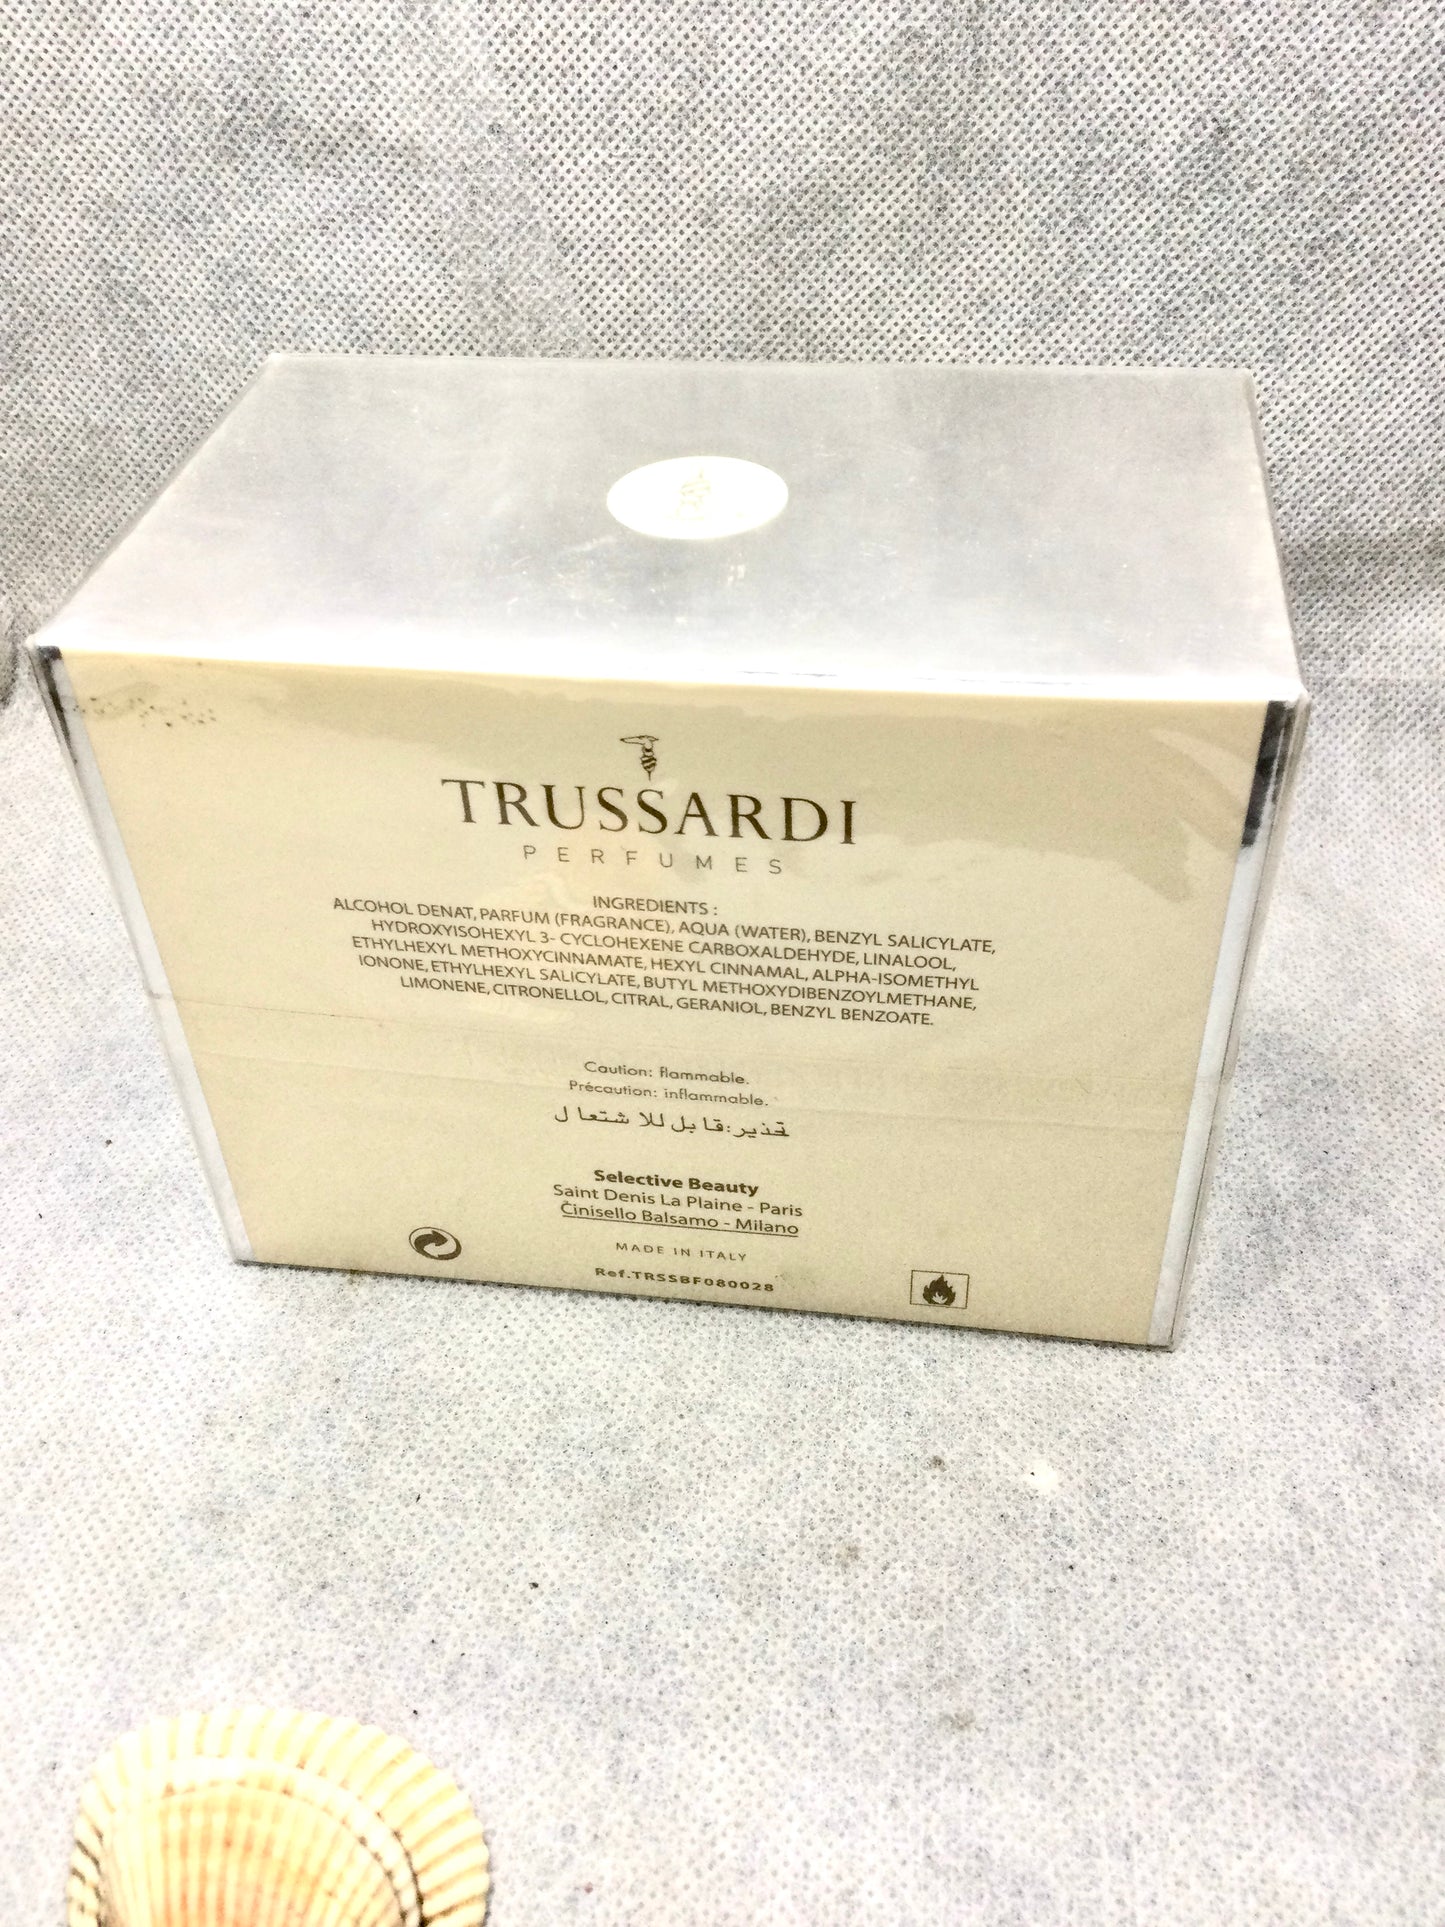 TRUSSARDI
PERFUMES
INGREDIENTS :
ALCOHOL DENAT, PARFUM (FRAGRANCE), AQUA (WATER), BENZYL SALICYLATE,
HYDROXYISOHEXYL 3- CYCLOHEXENE CARBOXALDEHYDE, LINALOOL,
ETHYLHEXYL METHOXYCINNAMATE, HEXYL CINNAMAL, ALPHA-ISOMETHYL
IONONE, ETHYLHEXYL SALICYLATE, BUTYL METHOXYDIBENZOYLMETHANE,
LIMONENE, CITRONELLOL, CITRAL, GERANIOL, BENZYL BENZOATE.
Caution: flammable.
Précaution: inflammable.
تحذير: قابل للاشتعال
Selective Beauty
Saint Denis La Plaine - Paris
Cinisello Balsamo - Milano
MADE IN ITALY
Ref.TRSSBF080028